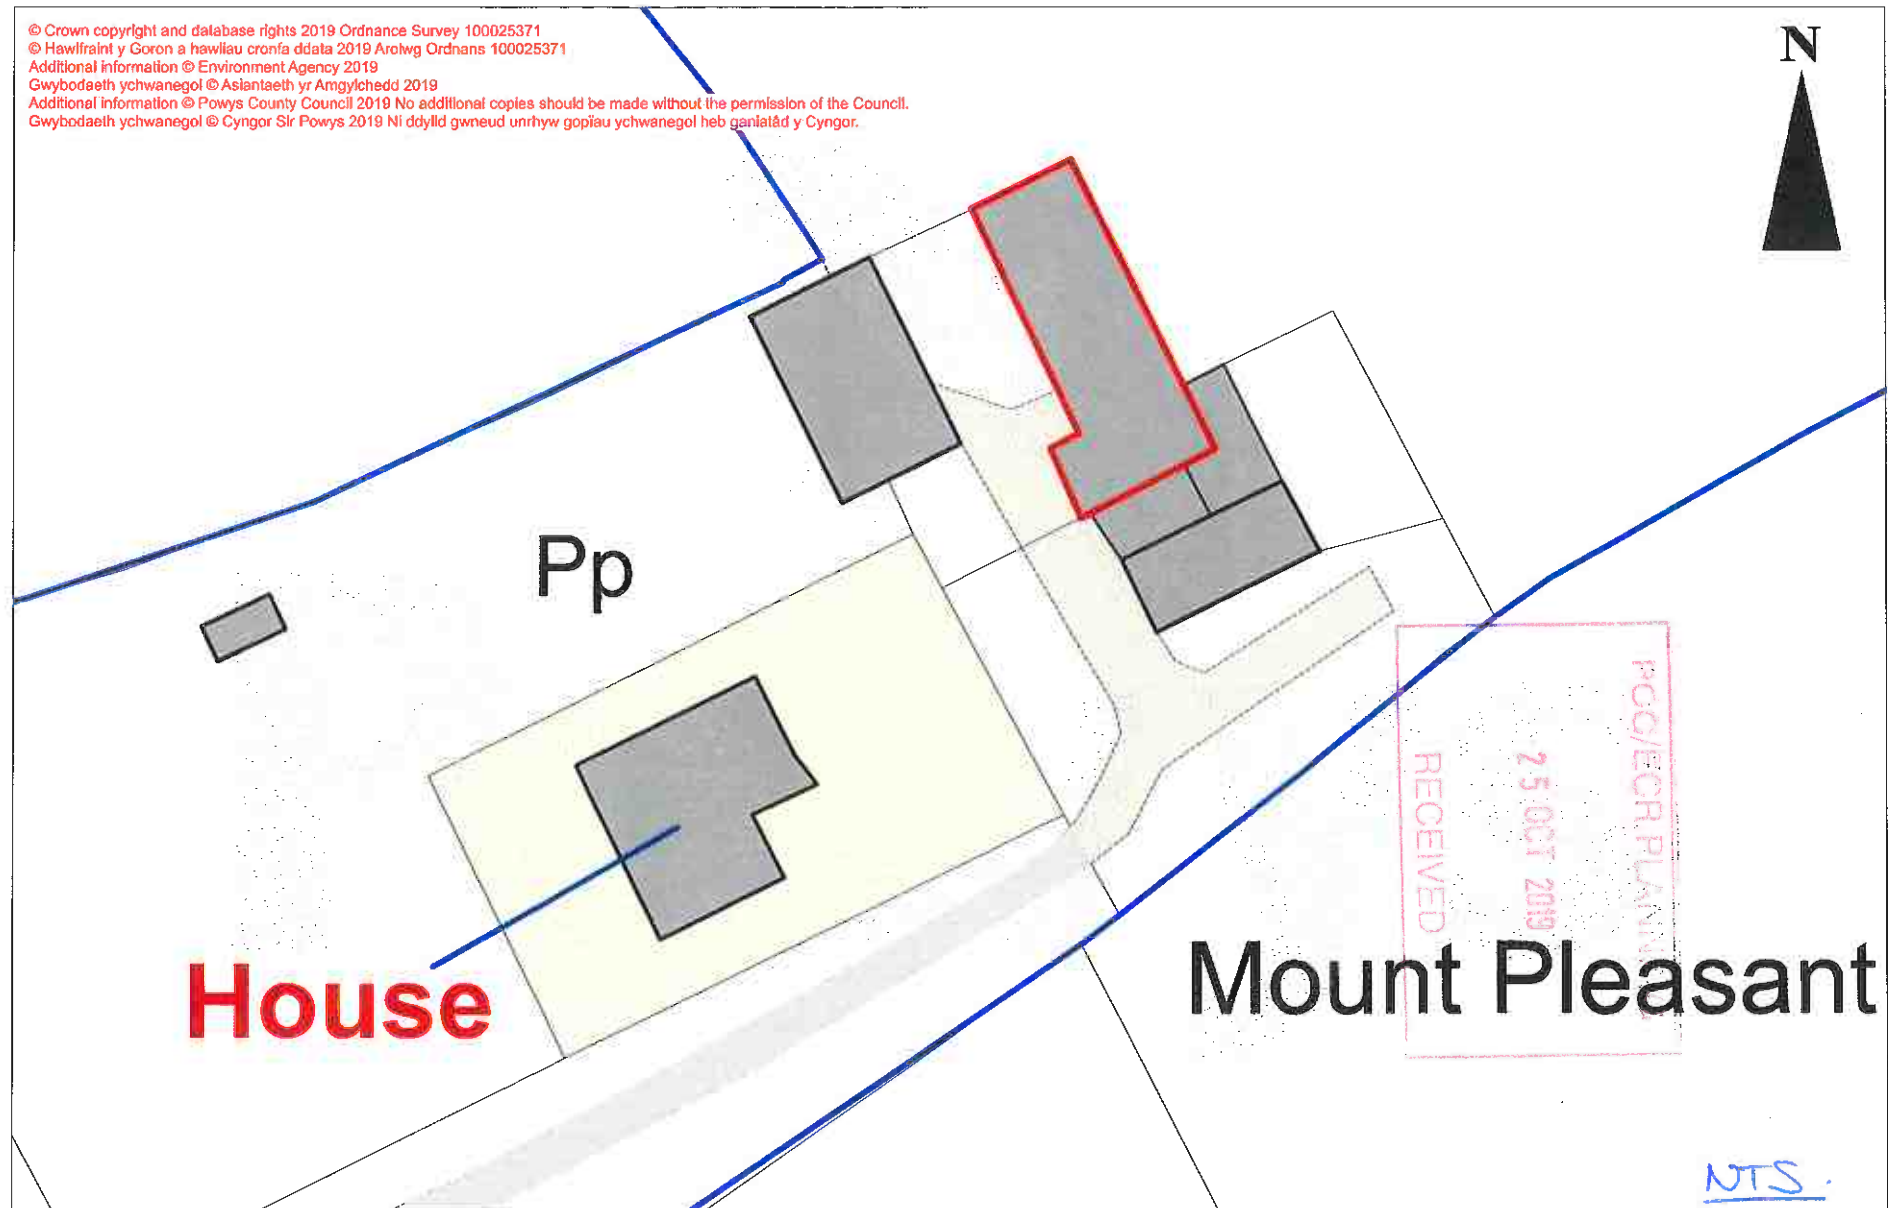 © Crown copyright and database rights 2019 Ordnance Survey 100025371
© Hawlfraint y Goron a hawliau cronfa ddata 2019 Arolwg Ordnans 100025371
Additional information © Environment Agency 2019
Gwybodaeth ychwanegol © Asiantaeth yr Amgylchedd 2019
Additional information © Powys County Council 2019 No additional copies should be made without the permission of the Council.
Gwybodaeth ychwanegol © Cyngor Sir Powys 2019 Ni ddylid gwneud unrhyw gopïau ychwanegol heb ganiatâd y Cyngor.
N
Pp
House
Mount Pleasant
PCC/ECR PLANNING
25 OCT 2019
RECEIVED
NTS.